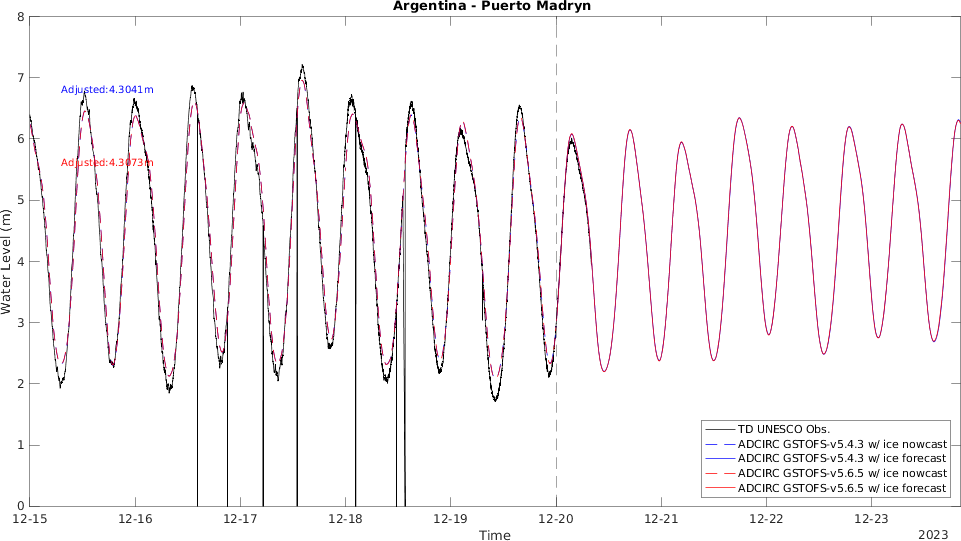 Argentina - Puerto Madryn
8
7
6
5
4
3
2
1
0
Water Level (m)
Adjusted:4.3041m
Adjusted:4.3073m
TD UNESCO Obs.
ADCIRC GSTOFS-v5.4.3 w/ ice nowcast
ADCIRC GSTOFS-v5.4.3 w/ ice forecast
ADCIRC GSTOFS-v5.6.5 w/ ice nowcast
ADCIRC GSTOFS-v5.6.5 w/ ice forecast
12-15 12-16 12-17 12-18 12-19 12-20 12-21 12-22 12-23
Time
2023